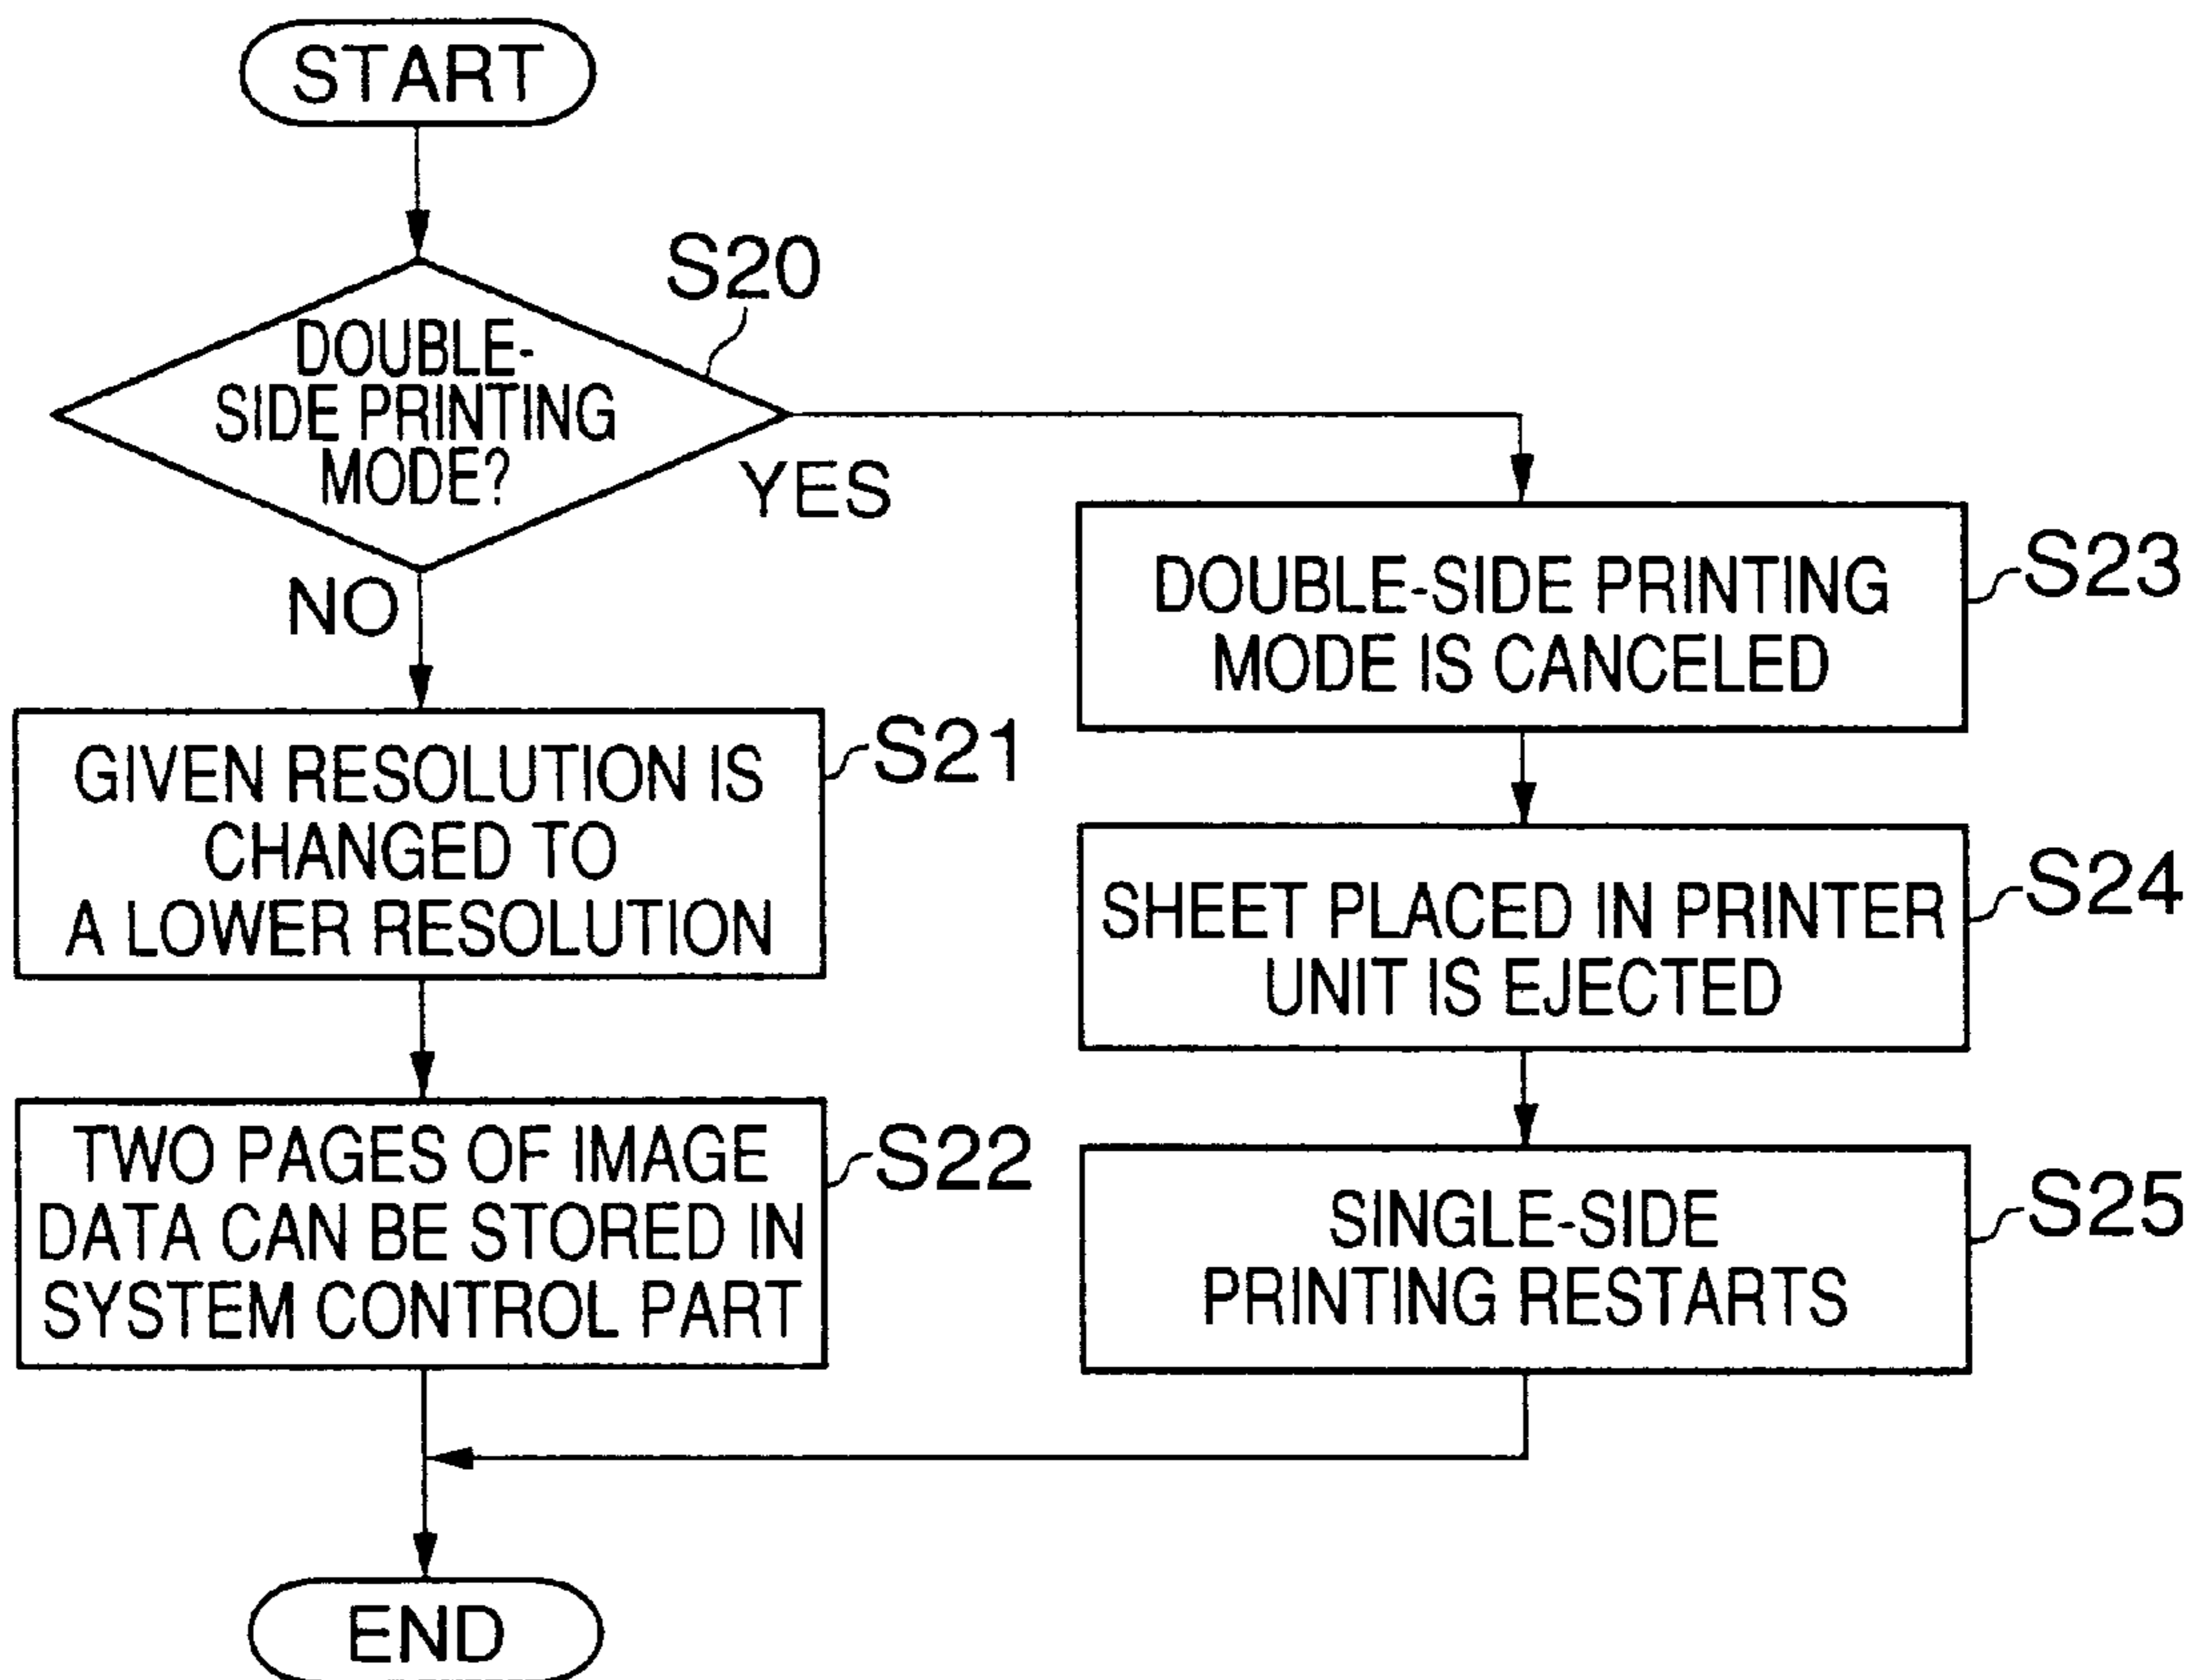 START
S20
DOUBLE-
SIDE PRINTING
MODE?
YES
NO
GIVEN RESOLUTION IS
CHANGED TO
A LOWER RESOLUTION
S21
TWO PAGES OF IMAGE
DATA CAN BE STORED IN
SYSTEM CONTROL PART
S22
DOUBLE-SIDE PRINTING
MODE IS CANCELED
S23
SHEET PLACED IN PRINTER
UNIT IS EJECTED
S24
SINGLE-SIDE
PRINTING RESTARTS
S25
END